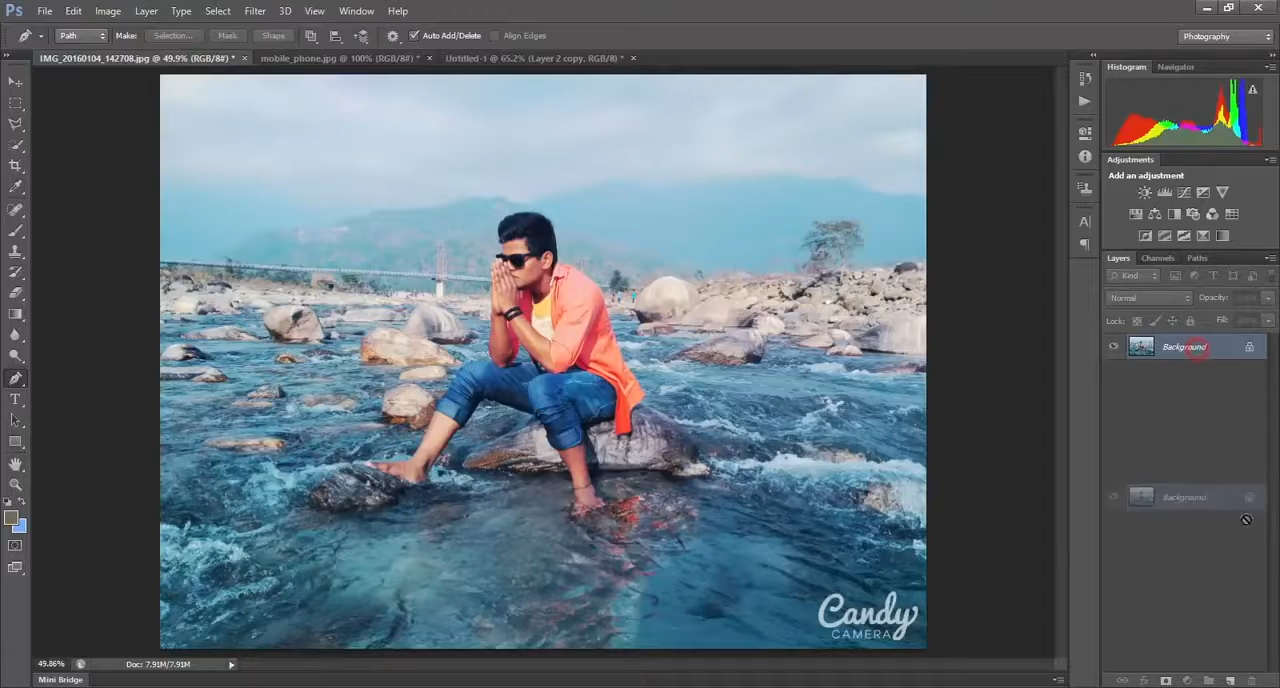 Ps File Edit Image Layer Type Select Filter 3D View Window Help
Path Make: Selection... Mask Shape Auto Add/Delete Align Edges Photography
IMG_20160104_142708.jpg @ 49.9% (RGB/8#) * × mobile_phone.jpg @ 100% (RGB/8#) * × Untitled-1 @ 65.2% (Layer 2 copy, RGB/8#) * ×
Histogram Navigator
Adjustments
Add an adjustment
Layers Channels Paths
Kind
Normal Opacity:
Lock: Fill:
Background
Background
Candy
CAMERA
49.86% Doc: 7.91M/7.91M
Mini Bridge